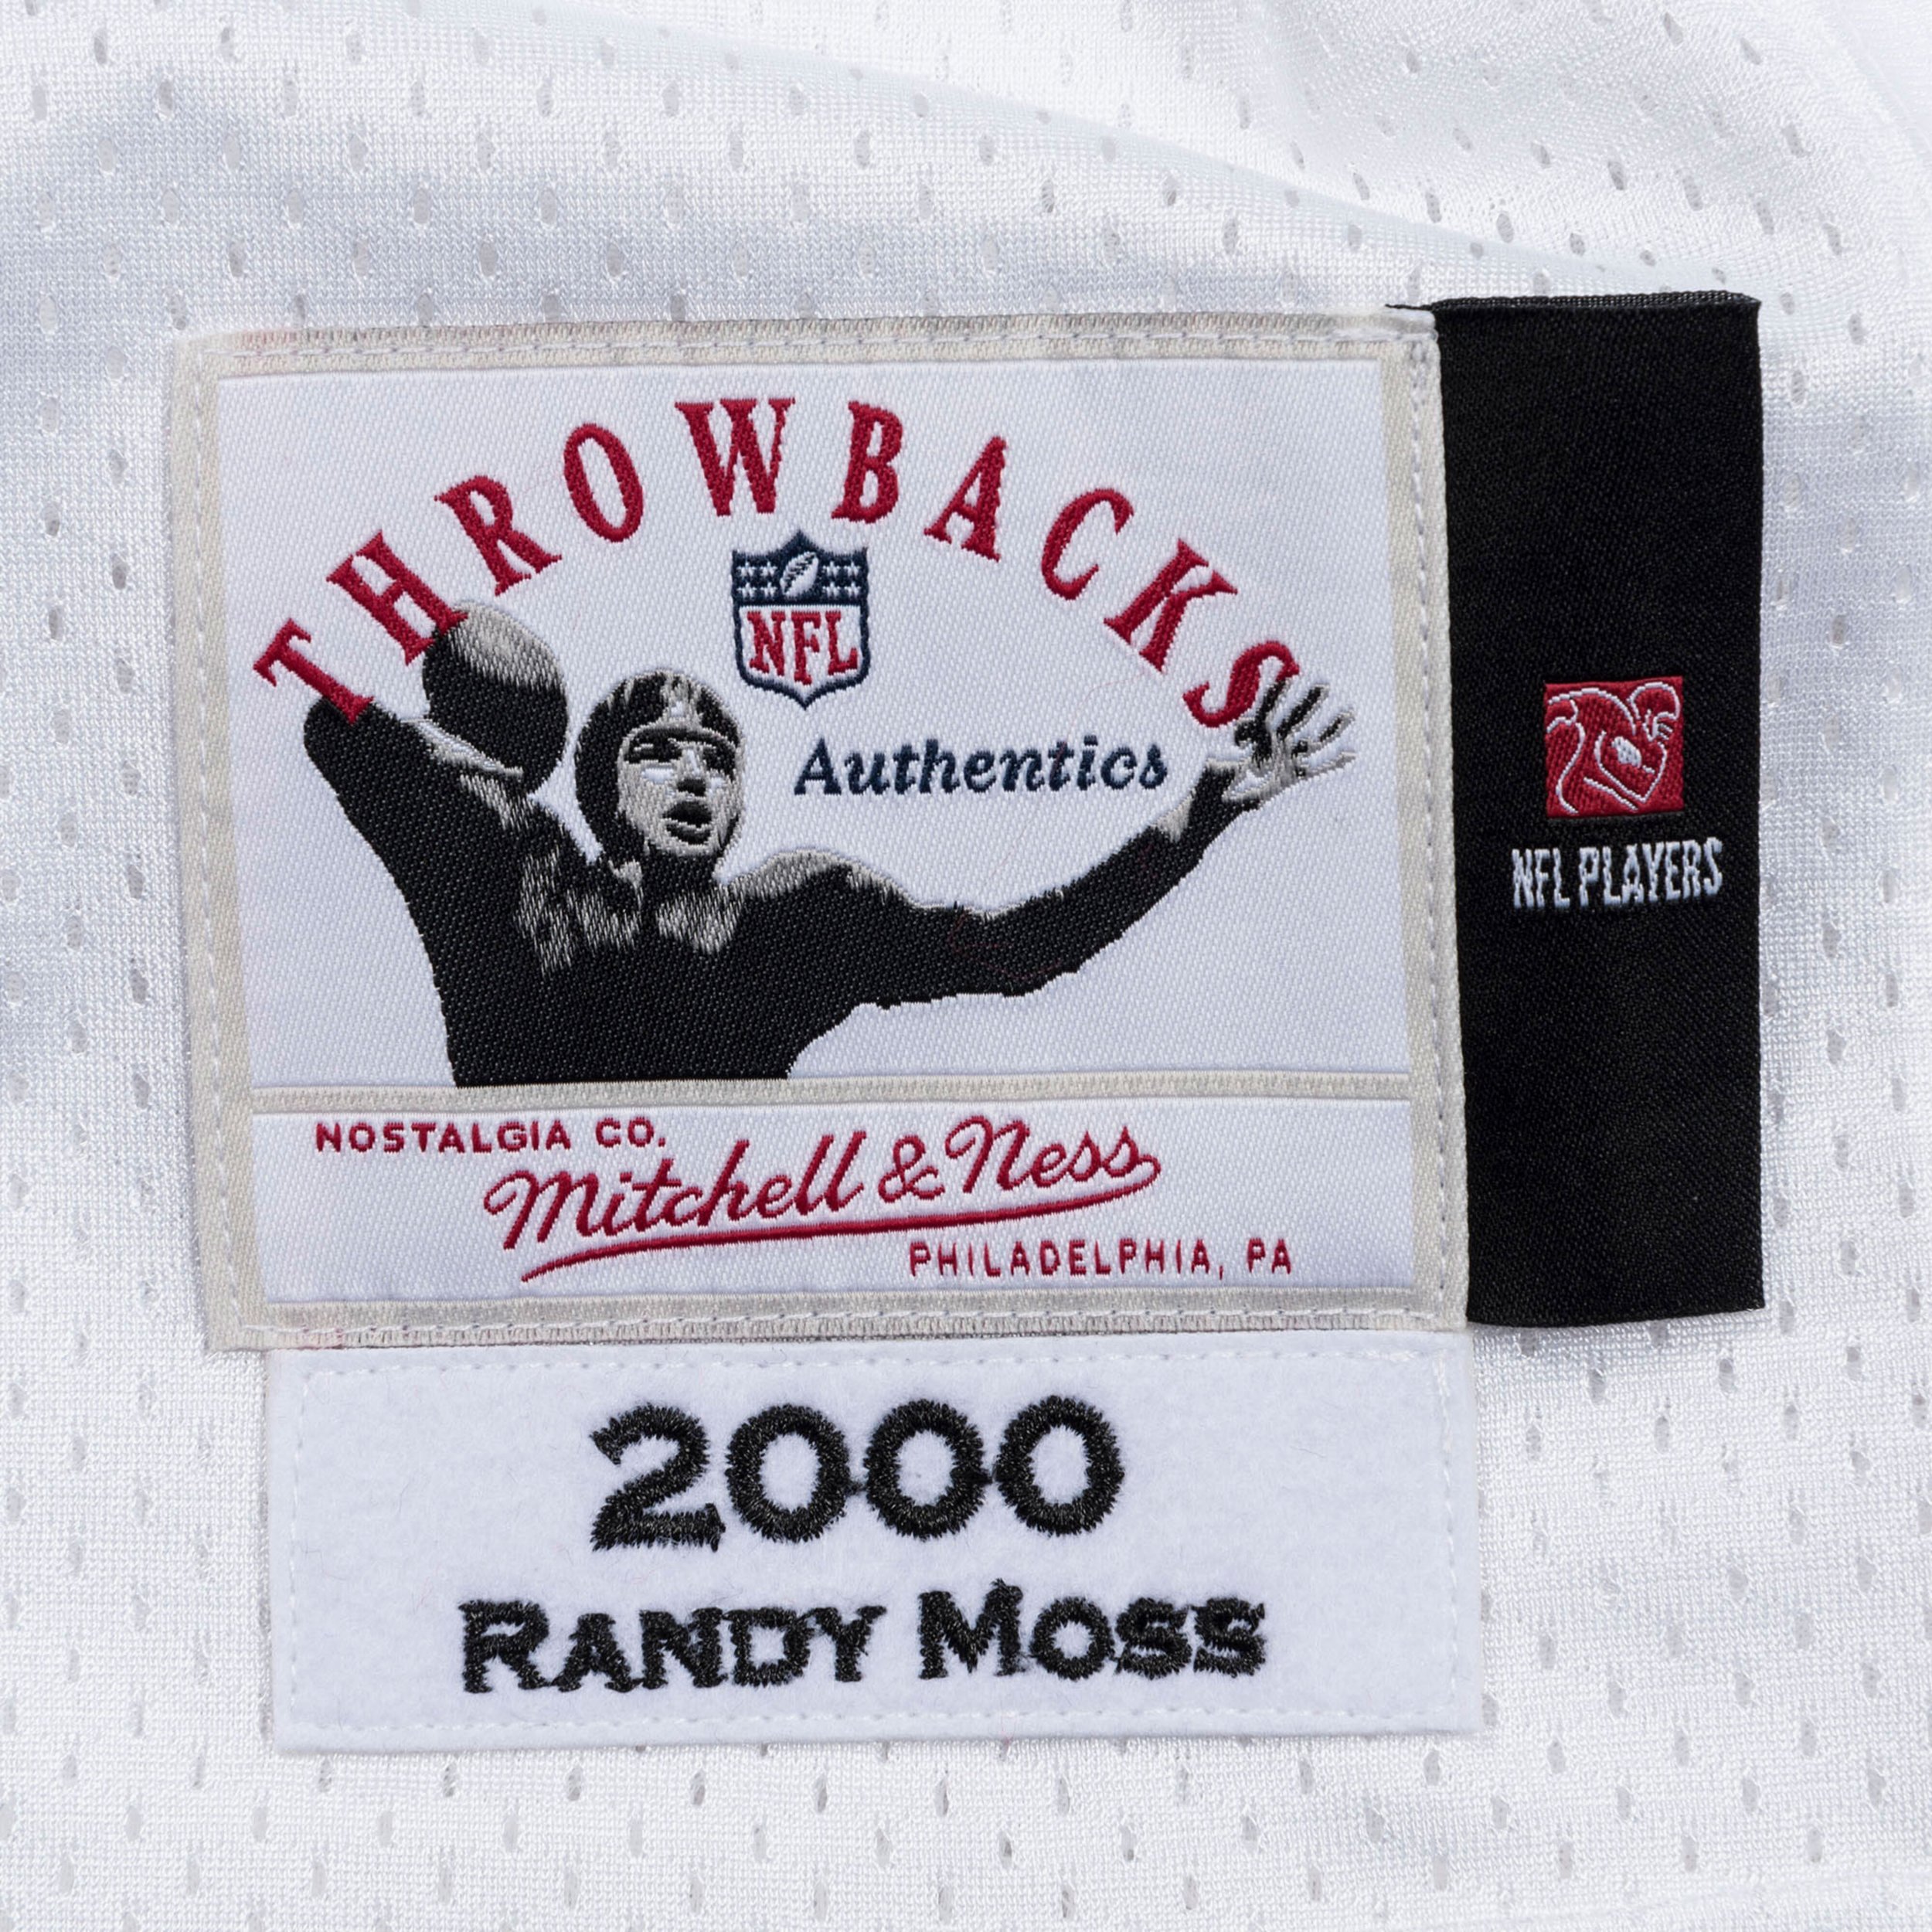 THROWBACKS
NFL
Authentics
NFL PLAYERS
NOSTALGIA CO.
Mitchell & Ness
PHILADELPHIA, PA
2000
RANDY MOSS